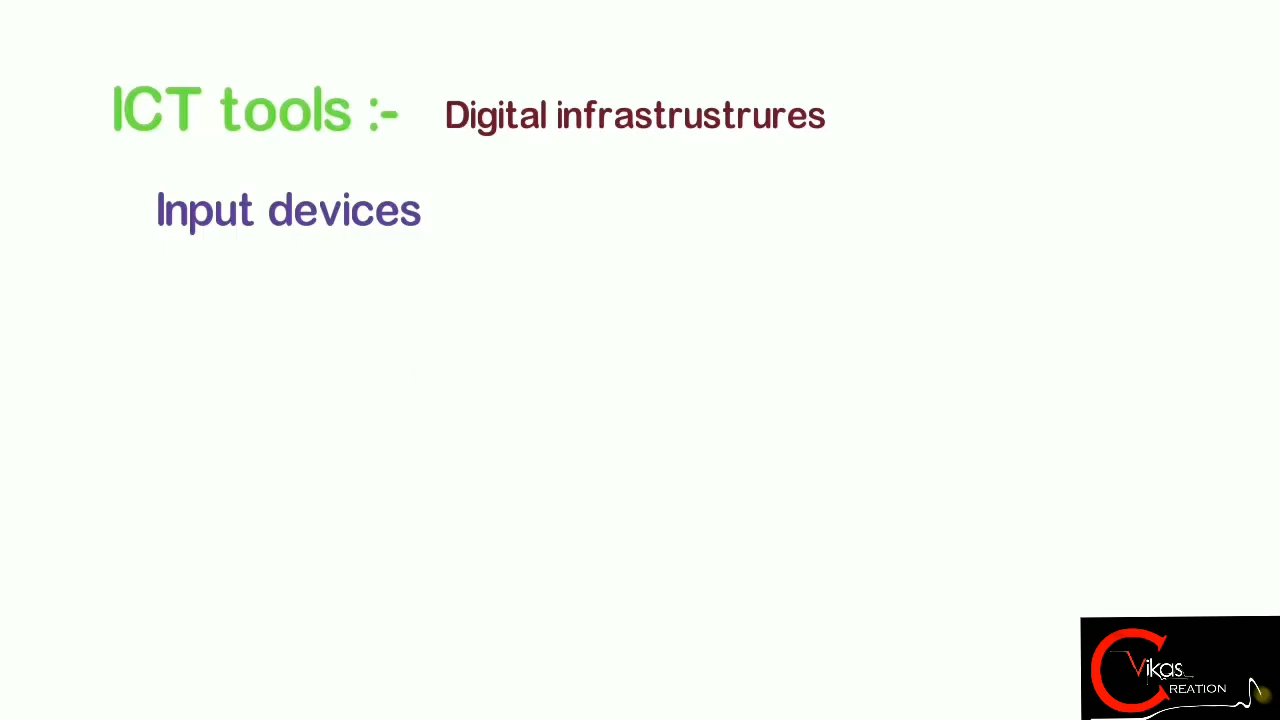 ICT tools :- Digital infrastrustrures
Input devices
Vikas
CREATION